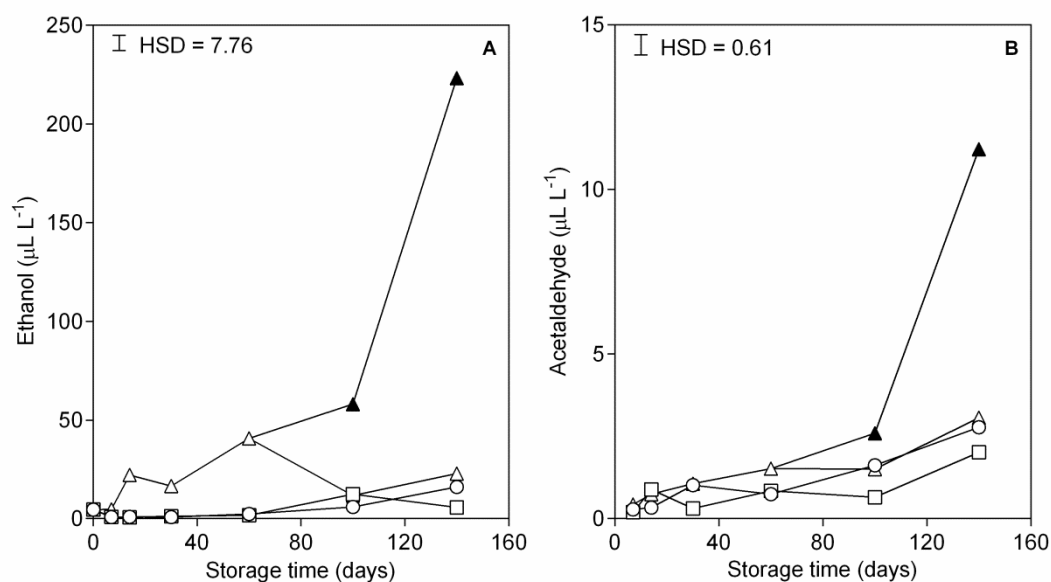 HSD = 7.76
A
250
200
150
100
50
0
Ethanol (µL L⁻¹)
0 40 80 120 160
Storage time (days)
HSD = 0.61
B
15
10
5
0
Acetaldehyde (µL L⁻¹)
0 40 80 120 160
Storage time (days)